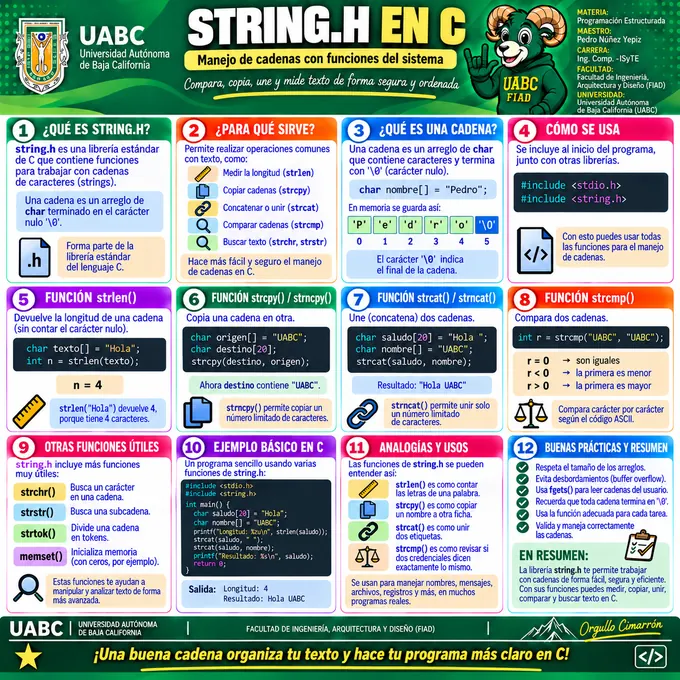 UABC
Universidad Autónoma
de Baja California
STRING.H EN C
Manejo de cadenas con funciones del sistema
Compara, copia, une y mide texto de forma segura y ordenada
UABC
FIAD
MATERIA:
Programación Estructurada
MAESTRO:
Pedro Núñez Yepiz
CARRERA:
Ing. Comp. -ISyTE
FACULTAD:
Facultad de Ingenieriá,
Arquitectura y Diseño (FIAD)
UNIVERSIDAD:
Universidad Autónoma
de Baja California (UABC)
1 ¿QUÉ ES STRING.H?
string.h es una librería estándar
de C que contiene funciones
para trabajar con cadenas
de caracteres (strings).
Una cadena es un arreglo de
char terminado en el carácter
nulo '\0'.
.h
Forma parte de la
librería estándar
del lenguaje C.
2 ¿PARA QUÉ SIRVE?
Permite realizar operaciones comunes
con texto, como:
Medir la longitud (strlen)
Copiar cadenas (strcpy)
Concatenar o unir (strcat)
Comparar cadenas (strcmp)
Buscar texto (strchr, strstr)
Hace más fácil y seguro el manejo
de cadenas en C.
3 ¿QUÉ ES UNA CADENA?
Una cadena es un arreglo de char
que contiene caracteres y termina
con '\0' (carácter nulo).
char nombre[] = "Pedro";
En memoria se guarda así:
'P' 'e' 'd' 'r' 'o' '\0'
0 1 2 3 4 5
El carácter '\0' indica
el final de la cadena.
4 CÓMO SE USA
Se incluye al inicio del programa,
junto con otras librerías.
#include <stdio.h>
#include <string.h>
</>
Con esto puedes usar todas
las funciones para el manejo
de cadenas.
5 FUNCIÓN strlen()
Devuelve la longitud de una cadena
(sin contar el carácter nulo).
char texto[] = "Hola";
int n = strlen(texto);
n = 4
strlen("Hola") devuelve 4,
porque tiene 4 caracteres.
6 FUNCIÓN strcpy() / strncpy()
Copia una cadena en otra.
char origen[] = "UABC";
char destino[20];
strcpy(destino, origen);
Ahora destino contiene "UABC".
strncpy() permite copiar un
número limitado de caracteres.
7 FUNCIÓN strcat() / strncat()
Une (concatena) dos cadenas.
char saludo[20] = "Hola ";
char nombre[] = "UABC";
strcat(saludo, nombre);
Resultado: "Hola UABC"
strncat() permite unir solo
un número limitado
de caracteres.
8 FUNCIÓN strcmp()
Compara dos cadenas.
int r = strcmp("UABC", "UABC");
r = 0 → son iguales
r < 0 → la primera es menor
r > 0 → la primera es mayor
Compara carácter por carácter
según el código ASCII.
9 OTRAS FUNCIONES ÚTILES
string.h incluye más funciones
muy útiles:
strchr() Busca un carácter
en una cadena.
strstr() Busca una subcadena.
strtok() Divide una cadena
en tokens.
memset() Inicializa memoria
(con ceros, por ejemplo).
Estas funciones te ayudan a
manipular y analizar texto de forma
más avanzada.
10 EJEMPLO BÁSICO EN C
Un programa sencillo usando varias
funciones de string.h:
#include <stdio.h>
#include <string.h>
int main() {
char saludo[20] = "Hola";
char nombre[] = "UABC";
printf("Longitud: %zu\n", strlen(saludo));
strcat(saludo, " ");
strcat(saludo, nombre);
printf("Resultado: %s\n", saludo);
return 0;
}
Salida: Longitud: 4
Resultado: Hola UABC
11 ANALOGÍAS Y USOS
Las funciones de string.h se pueden
entender así:
strlen() es como contar
las letras de una palabra.
strcpy() es como copiar
un nombre a otra ficha.
strcat() es como unir
dos etiquetas.
strcmp() es como revisar si
dos credenciales dicen
exactamente lo mismo.
Se usan para manejar nombres, mensajes,
archivos, registros y más, en muchos
programas reales.
12 BUENAS PRÁCTICAS Y RESUMEN
Respeta el tamaño de los arreglos.
Evita desbordamientos (buffer overflow).
Usa fgets() para leer cadenas del usuario.
Recuerda que toda cadena termina en '\0'.
Usa la función adecuada para cada tarea.
Valida y maneja correctamente
las cadenas.
EN RESUMEN:
La librería string.h te permite trabajar
con cadenas de forma fácil, segura y eficiente.
Con sus funciones puedes medir, copiar, unir,
comparar y buscar texto en C.
UABC
UNIVERSIDAD AUTÓNOMA
DE BAJA CALIFORNIA
FACULTAD DE INGENIERÍA, ARQUITECTURA Y DISEÑO (FIAD)
Orgullo Cimarrón
¡Una buena cadena organiza tu texto y hace tu programa más claro en C!
</>